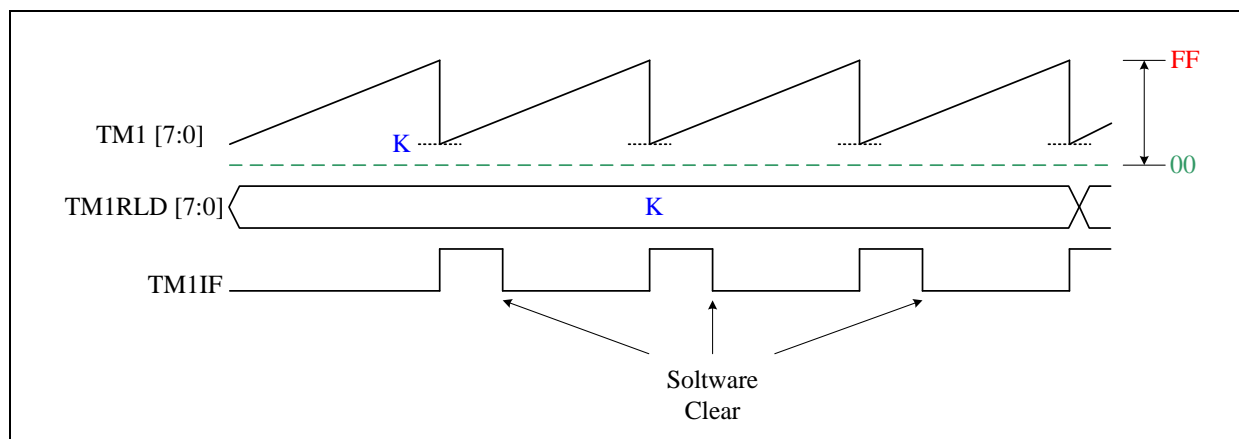 FF
TM1 [7:0]
K
00
TM1RLD [7:0]
K
TM1IF
Soltware
Clear